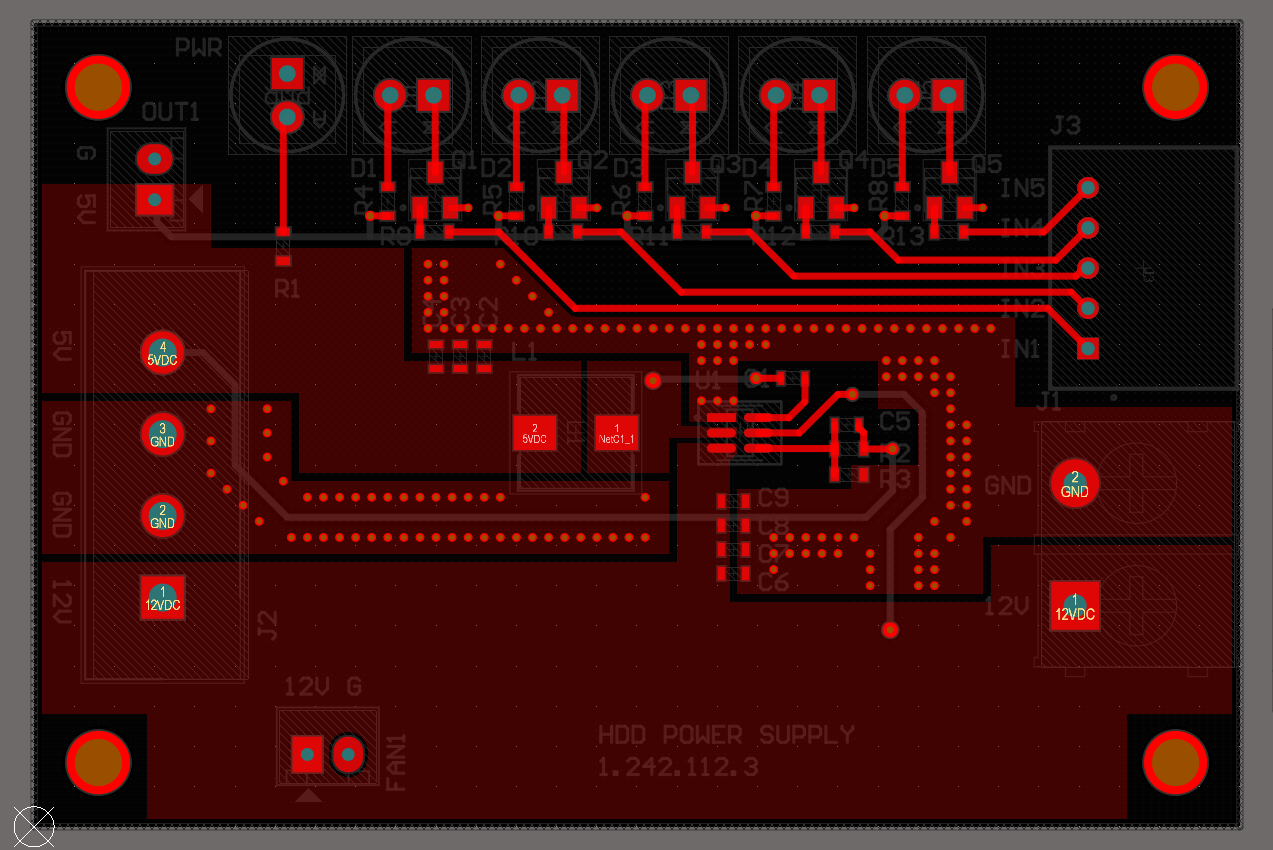 PWR
OUT1
G
5V
D1
Q1
D2
Q2
D3
Q3
D4
Q4
D5
Q5
R4
R5
R6
R7
R8
R9
R10
R11
R12
R13
J3
IN5
IN4
IN3
IN2
IN1
R1
C3
C2
L1
U1
C1
5V
4
5VDC
GND
3
GND
GND
2
GND
12V
1
12VDC
J2
2
5VDC
1
NetC1_1
C5
R2
R3
C9
C8
C7
C6
J1
GND
2
GND
12V
1
12VDC
12V G
FAN1
HDD POWER SUPPLY
1.242.112.3